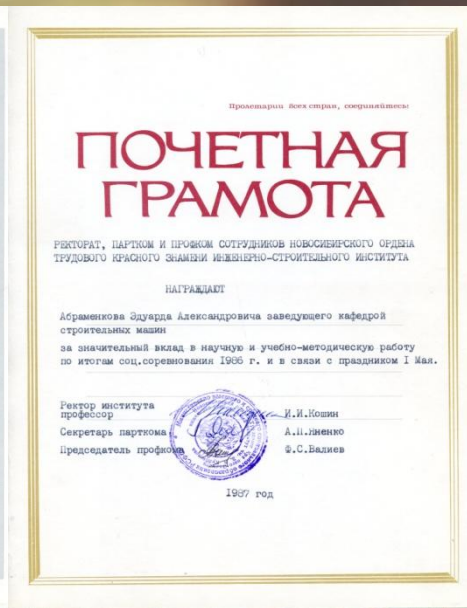 Пролетарии всех стран, соединяйтесь!
ПОЧЕТНАЯ
ГРАМОТА
РЕКТОРАТ, ПАРТКОМ И ПРОФКОМ СОТРУДНИКОВ НОВОСИБИРСКОГО ОРДЕНА
ТРУДОВОГО КРАСНОГО ЗНАМЕНИ ИНЖЕНЕРНО-СТРОИТЕЛЬНОГО ИНСТИТУТА
НАГРАЖДАЮТ
Абраменкова Эдуарда Александровича заведующего кафедрой
строительных машин
за значительный вклад в научную и учебно-методическую работу
по итогам соц.соревнования 1986 г. и в связи с праздником I Мая.
Ректор института
профессор И.И.Кошин
Секретарь парткома А.П.Яненко
Председатель профкома Ф.С.Валиев
1987 год